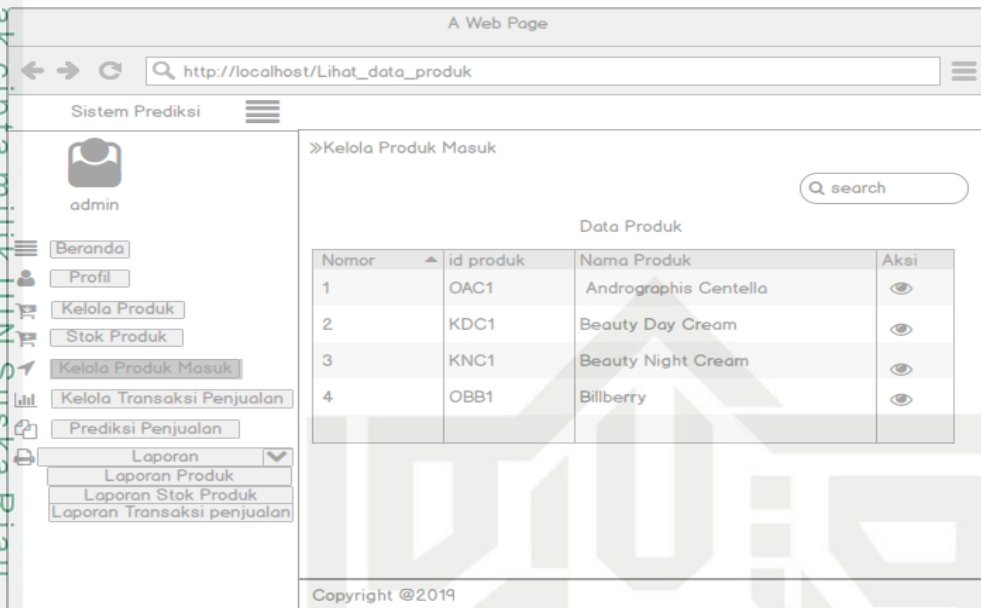 A Web Page
http://localhost/Lihat_data_produk
Sistem Prediksi
admin
Beranda
Profil
Kelola Produk
Stok Produk
Kelola Produk Masuk
Kelola Transaksi Penjualan
Prediksi Penjualan
Laporan
Laporan Produk
Laporan Stok Produk
Laporan Transaksi penjualan
»Kelola Produk Masuk
search
Data Produk
Nomor id produk Nama Produk Aksi
1 OAC1 Andrographis Centella
2 KDC1 Beauty Day Cream
3 KNC1 Beauty Night Cream
4 OBB1 Billberry
Copyright @2019